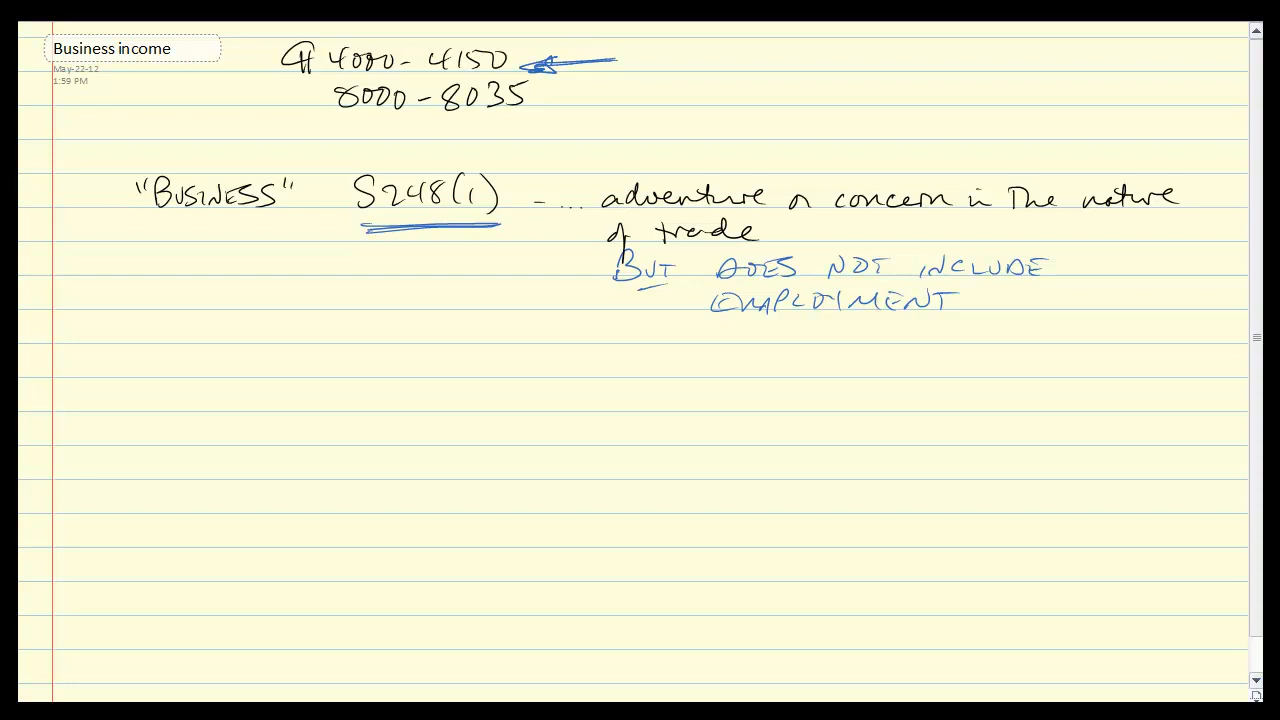 Business income
May-22-12
1:59 PM
¶ 4000 - 4150
8000 - 8035
"BUSINESS" S248(1) - ... adventure or concern in The nature
of trade
BUT DOES NOT INCLUDE
EMPLOYMENT